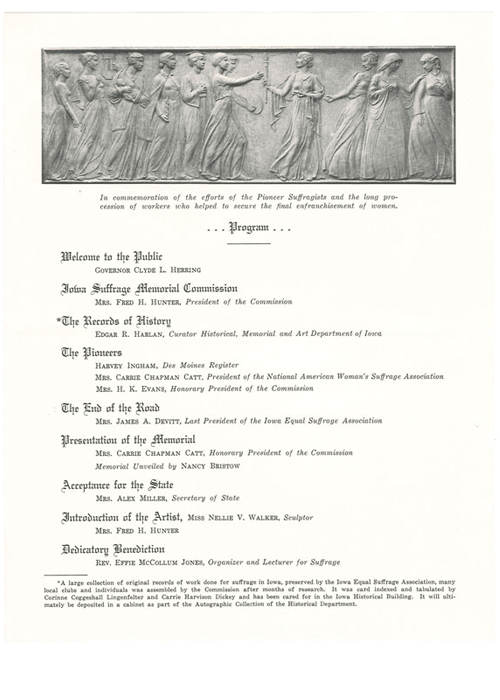 In commemoration of the efforts of the Pioneer Suffragists and the long pro-
cession of workers who helped to secure the final enfranchisement of women.
... Program ...
Welcome to the Public
GOVERNOR CLYDE L. HERRING
Iowa Suffrage Memorial Commission
MRS. FRED H. HUNTER, President of the Commission
*The Records of History
EDGAR R. HARLAN, Curator Historical, Memorial and Art Department of Iowa
The Pioneers
HARVEY INGHAM, Des Moines Register
MRS. CARRIE CHAPMAN CATT, President of the National American Woman's Suffrage Association
MRS. H. K. EVANS, Honorary President of the Commission
The End of the Road
MRS. JAMES A. DEVITT, Last President of the Iowa Equal Suffrage Association
Presentation of the Memorial
MRS. CARRIE CHAPMAN CATT, Honorary President of the Commission
Memorial Unveiled by NANCY BRISTOW
Acceptance for the State
MRS. ALEX MILLER, Secretary of State
Introduction of the Artist, MISS NELLIE V. WALKER, Sculptor
MRS. FRED H. HUNTER
Dedicatory Benediction
REV. EFFIE MCCOLLUM JONES, Organizer and Lecturer for Suffrage
*A large collection of original records of work done for suffrage in Iowa, preserved by the Iowa Equal Suffrage Association, many
local clubs and individuals was assembled by the Commission after months of research. It was card indexed and tabulated by
Corinne Coggeshall Lingenfelter and Carrie Harvison Dickey and has been cared for in the Iowa Historical Building. It will ulti-
mately be deposited in a cabinet as part of the Autographic Collection of the Historical Department.